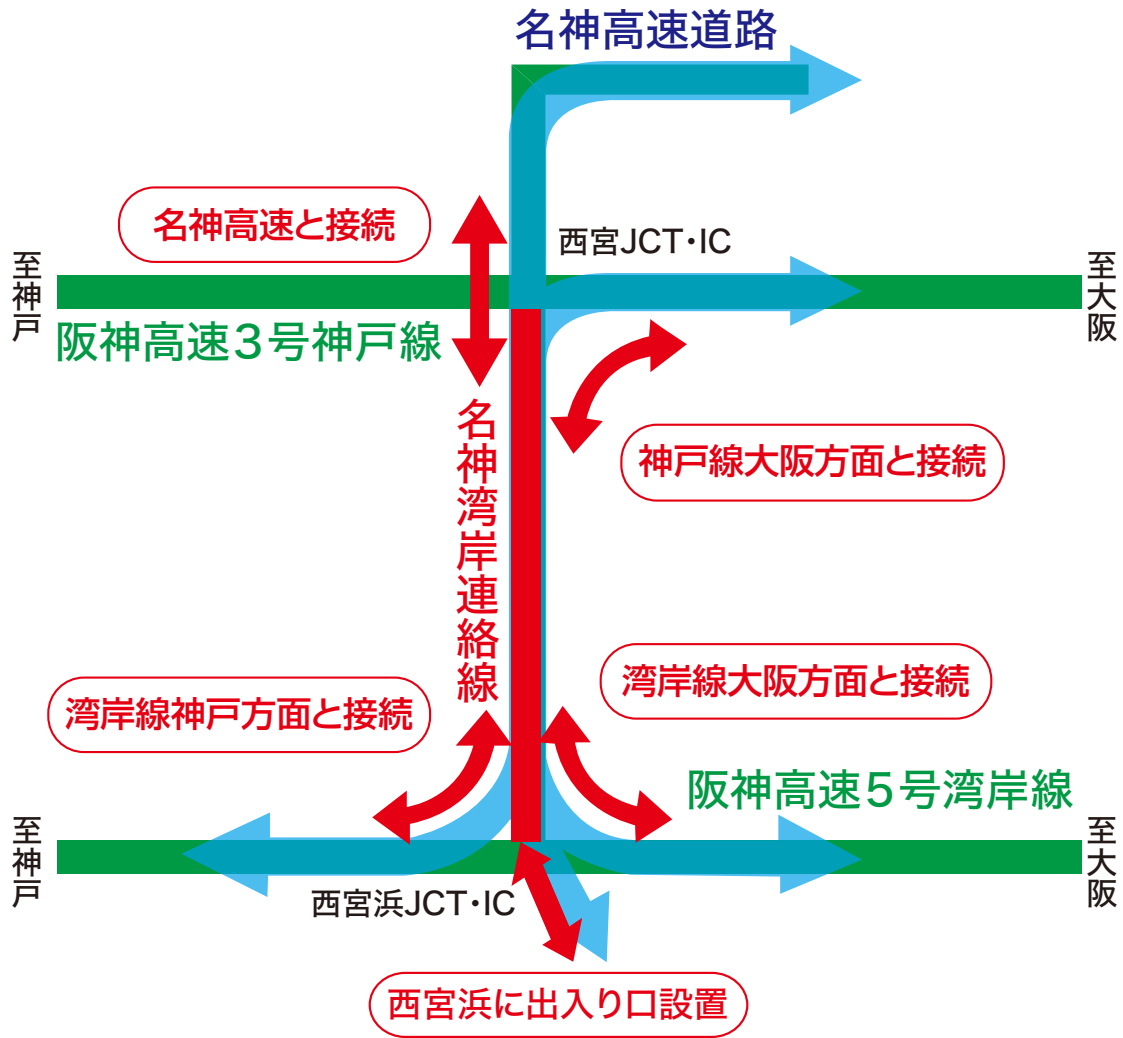 名神高速道路
名神高速と接続
西宮JCT・IC
至神戸
至大阪
阪神高速3号神戸線
名神湾岸連絡線
神戸線大阪方面と接続
湾岸線大阪方面と接続
湾岸線神戸方面と接続
阪神高速5号湾岸線
至神戸
至大阪
西宮浜JCT・IC
西宮浜に出入り口設置